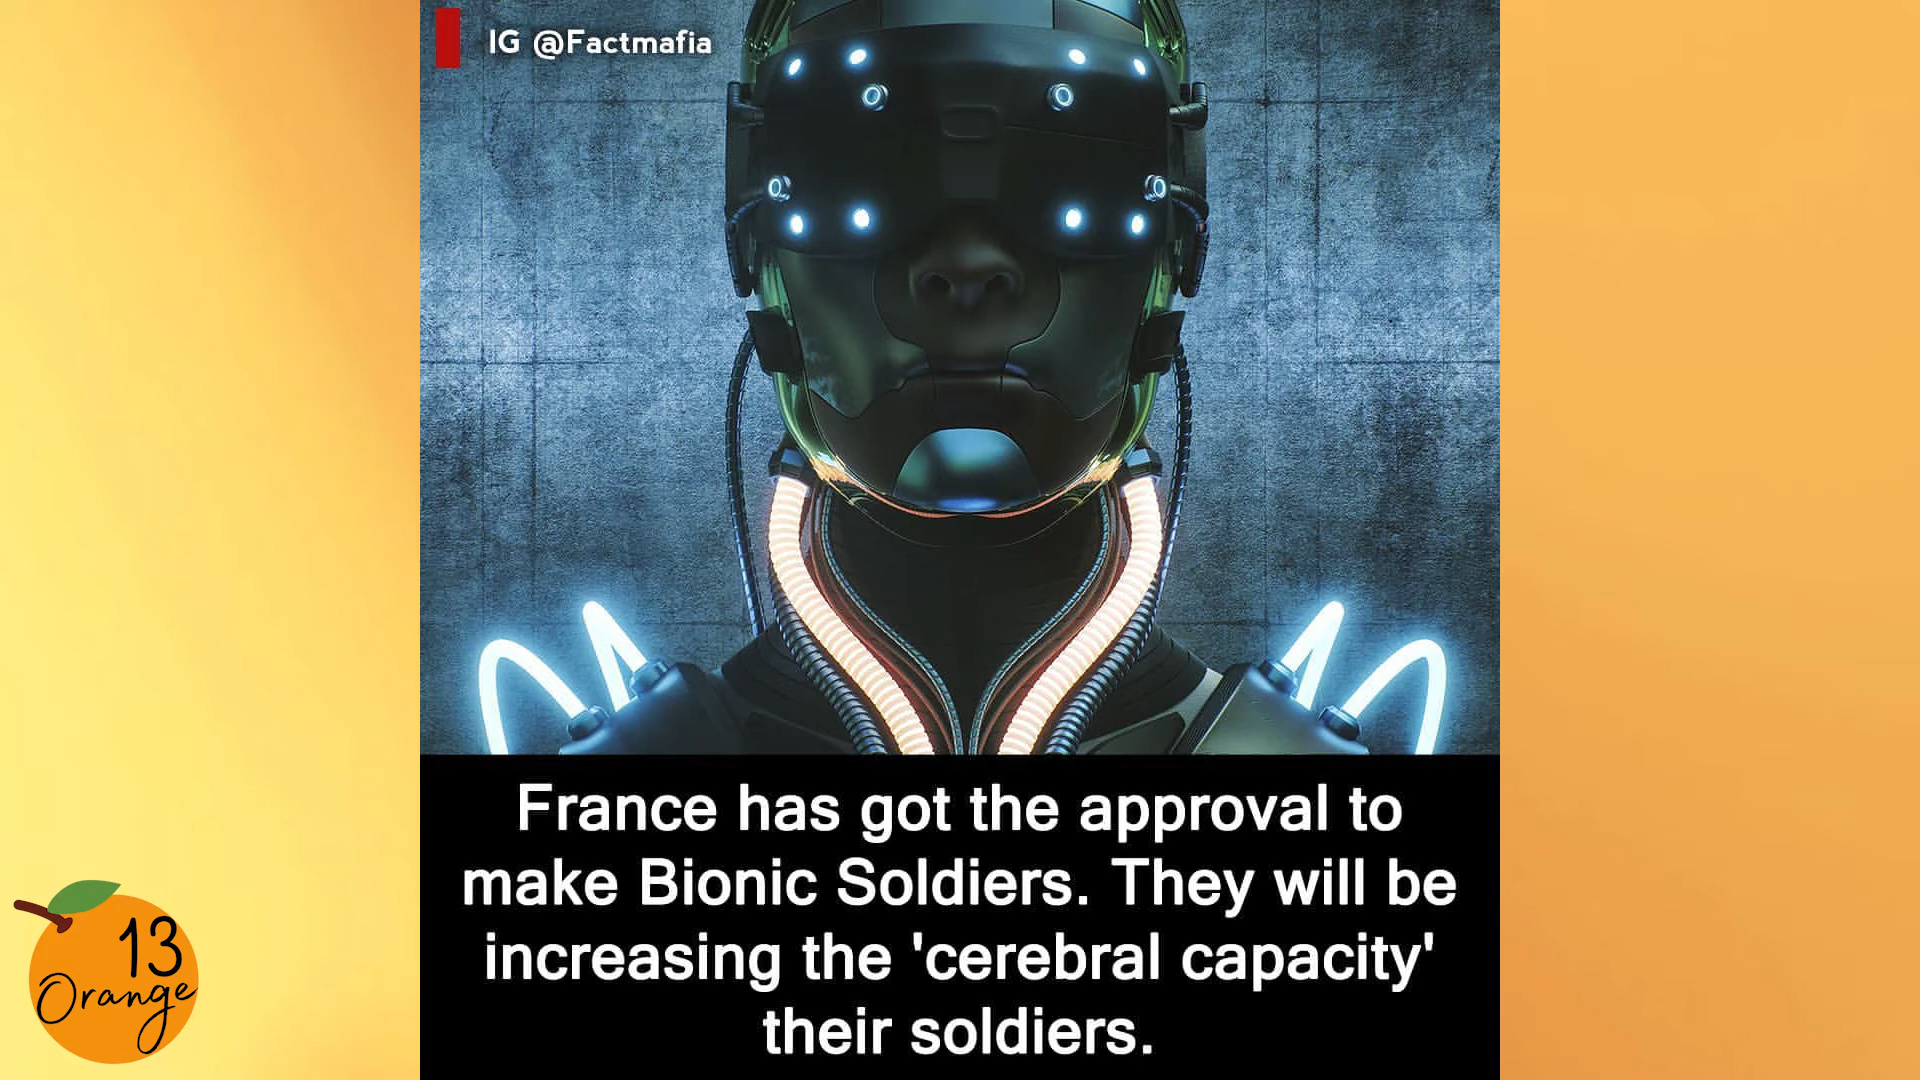 IG @Factmafia
France has got the approval to
make Bionic Soldiers. They will be
increasing the 'cerebral capacity'
their soldiers.
13
Orange